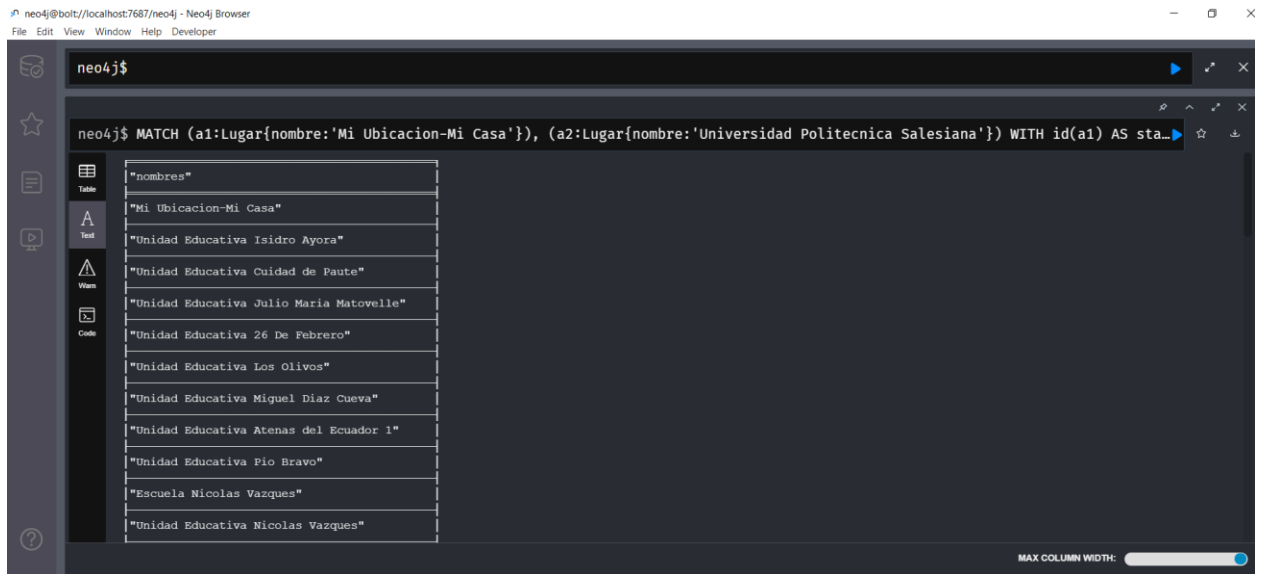 neo4j@bolt://localhost:7687/neo4j - Neo4j Browser
File Edit View Window Help Developer
neo4j$
neo4j$ MATCH (a1:Lugar{nombre:'Mi Ubicacion-Mi Casa'}), (a2:Lugar{nombre:'Universidad Politecnica Salesiana'}) WITH id(a1) AS sta…
Table
Text
Warn
Code
"nombres"
"Mi Ubicacion-Mi Casa"
"Unidad Educativa Isidro Ayora"
"Unidad Educativa Cuidad de Paute"
"Unidad Educativa Julio Maria Matovelle"
"Unidad Educativa 26 De Febrero"
"Unidad Educativa Los Olivos"
"Unidad Educativa Miguel Diaz Cueva"
"Unidad Educativa Atenas del Ecuador 1"
"Unidad Educativa Pio Bravo"
"Escuela Nicolas Vazques"
"Unidad Educativa Nicolas Vazques"
MAX COLUMN WIDTH: